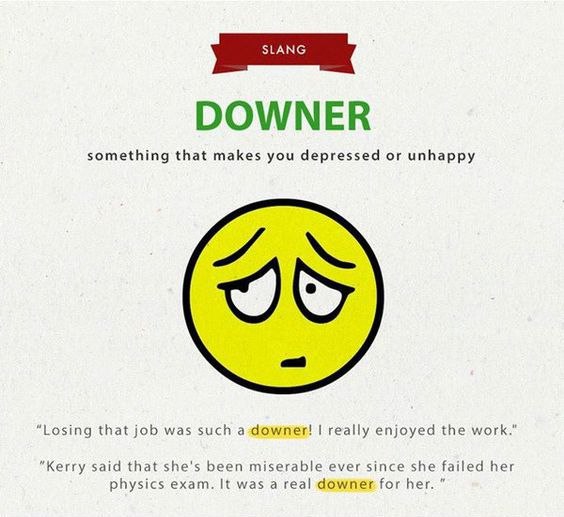 SLANG
DOWNER
something that makes you depressed or unhappy
“Losing that job was such a downer! I really enjoyed the work."
”Kerry said that she's been miserable ever since she failed her
physics exam. It was a real downer for her. ”